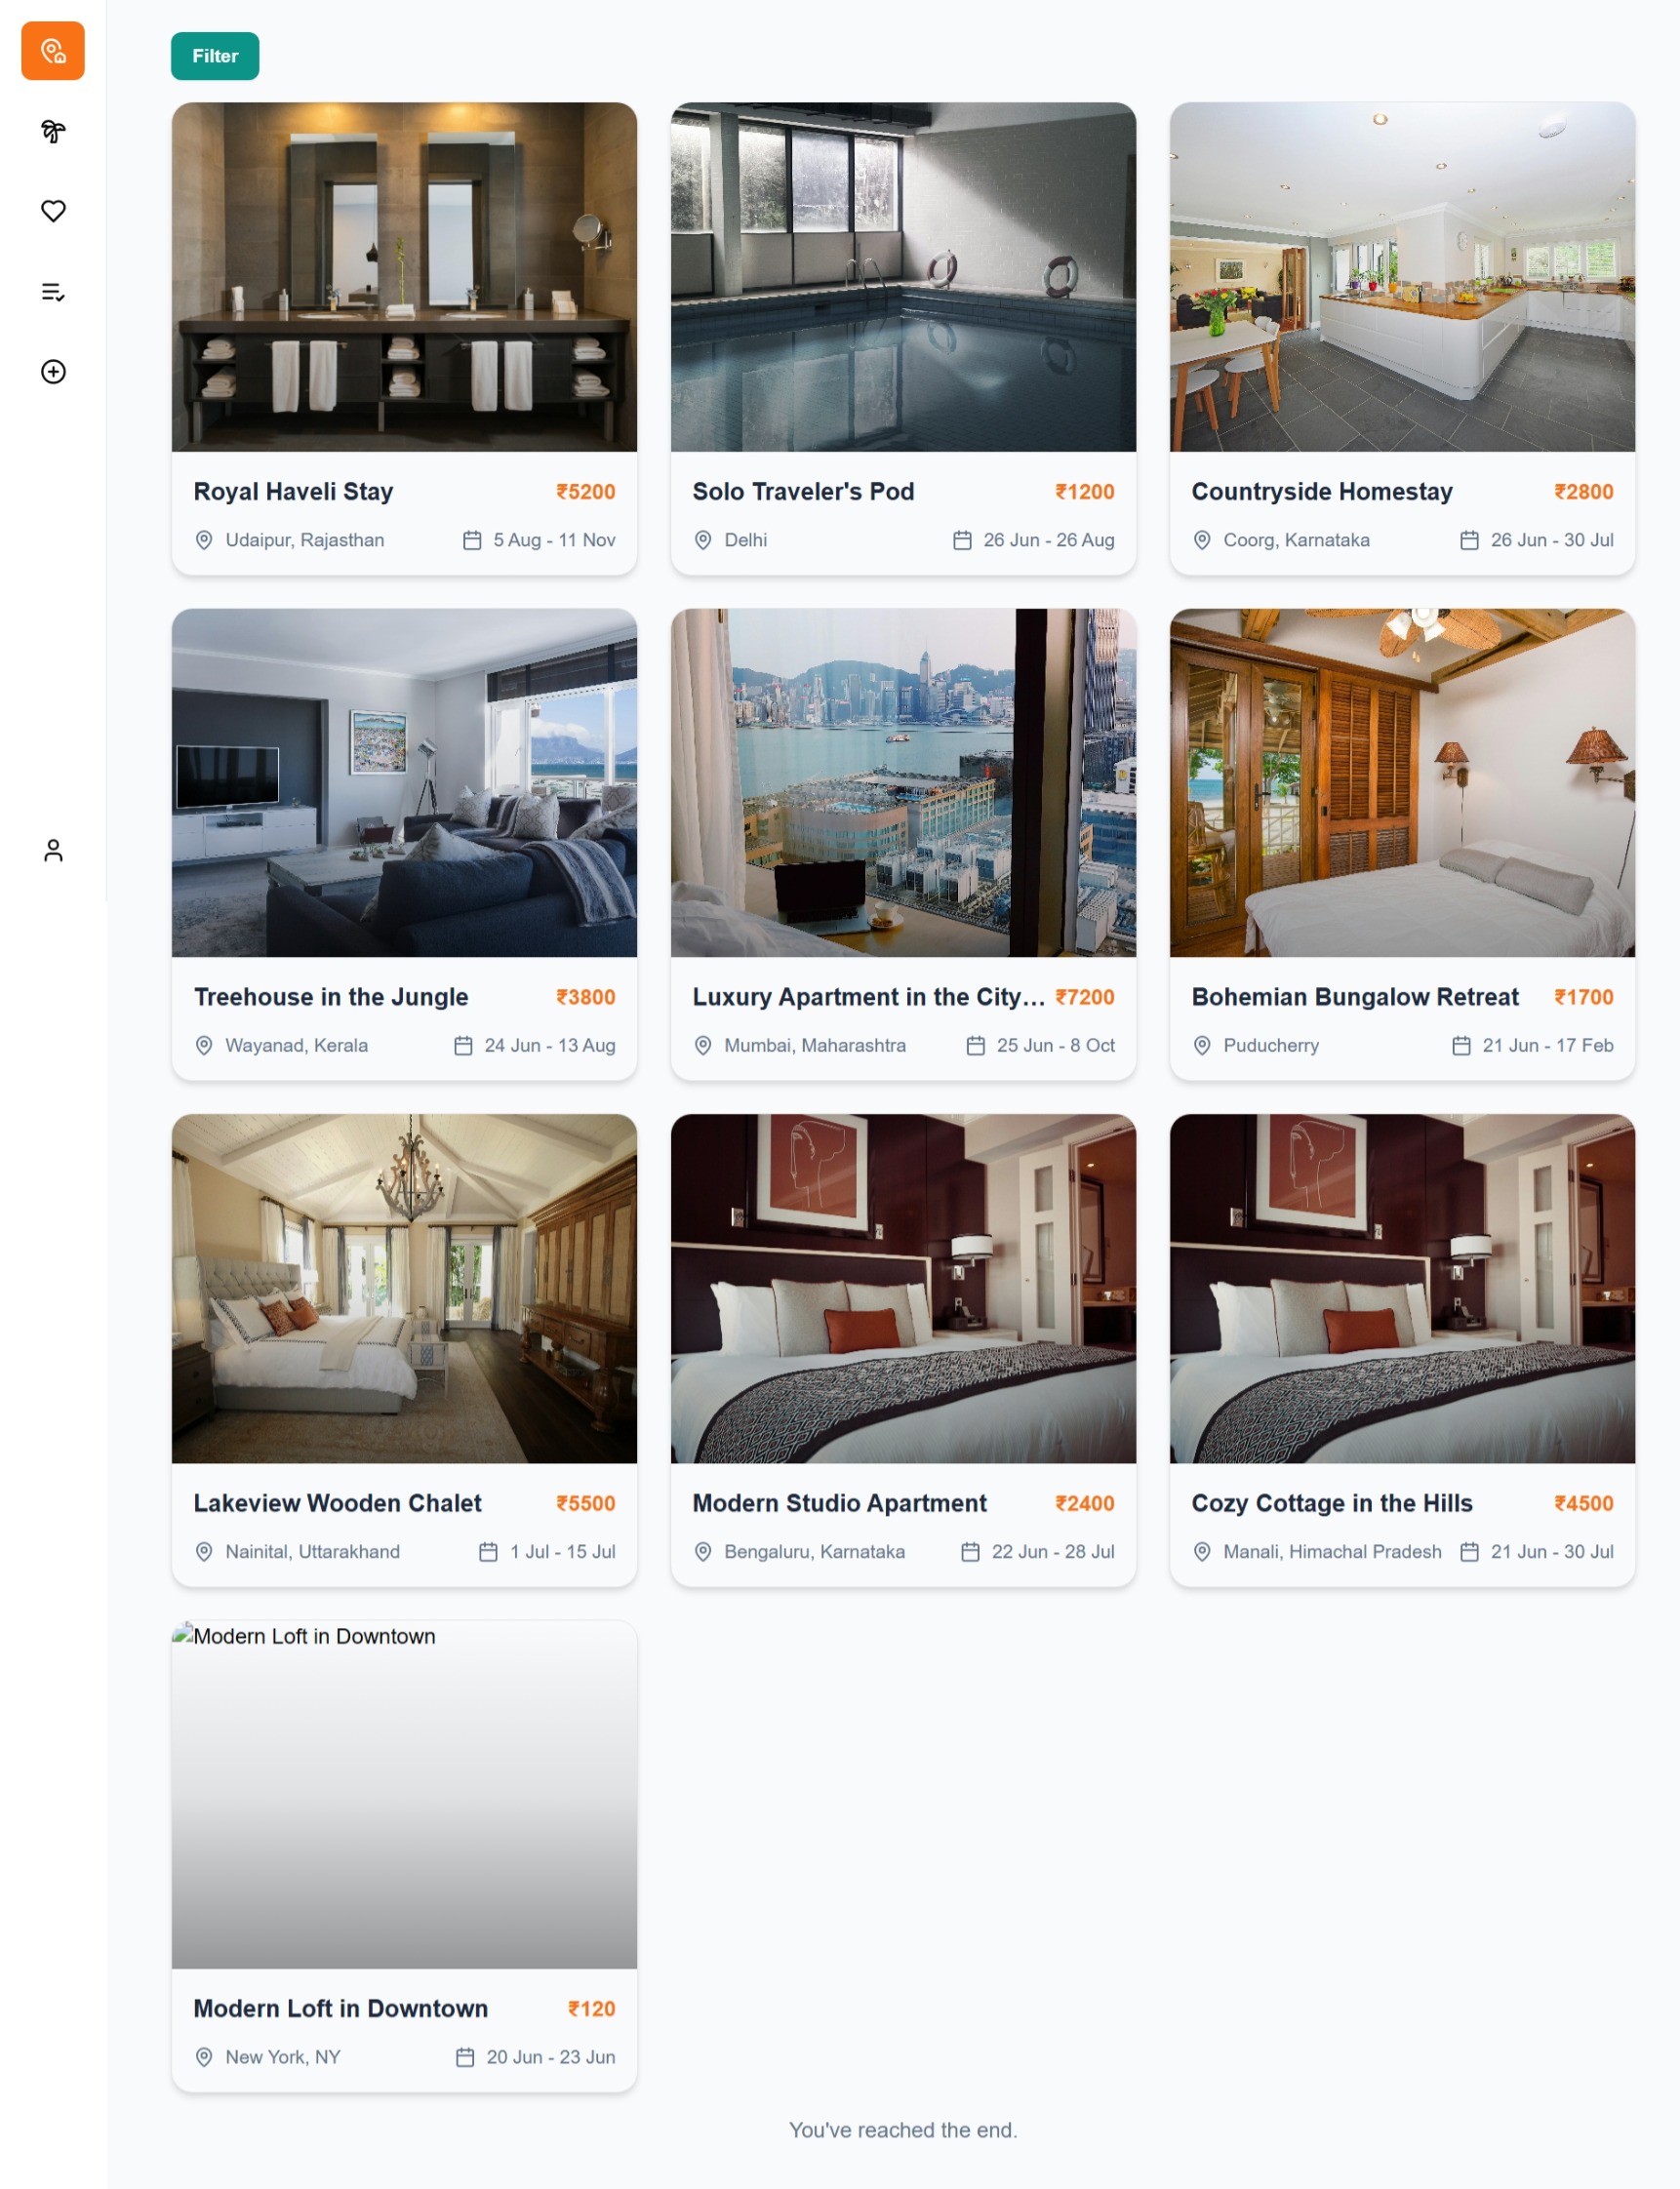 Filter
Royal Haveli Stay ₹5200
Udaipur, Rajasthan 5 Aug - 11 Nov
Solo Traveler's Pod ₹1200
Delhi 26 Jun - 26 Aug
Countryside Homestay ₹2800
Coorg, Karnataka 26 Jun - 30 Jul
Treehouse in the Jungle ₹3800
Wayanad, Kerala 24 Jun - 13 Aug
Luxury Apartment in the City… ₹7200
Mumbai, Maharashtra 25 Jun - 8 Oct
Bohemian Bungalow Retreat ₹1700
Puducherry 21 Jun - 17 Feb
Lakeview Wooden Chalet ₹5500
Nainital, Uttarakhand 1 Jul - 15 Jul
Modern Studio Apartment ₹2400
Bengaluru, Karnataka 22 Jun - 28 Jul
Cozy Cottage in the Hills ₹4500
Manali, Himachal Pradesh 21 Jun - 30 Jul
Modern Loft in Downtown
Modern Loft in Downtown ₹120
New York, NY 20 Jun - 23 Jun
You've reached the end.